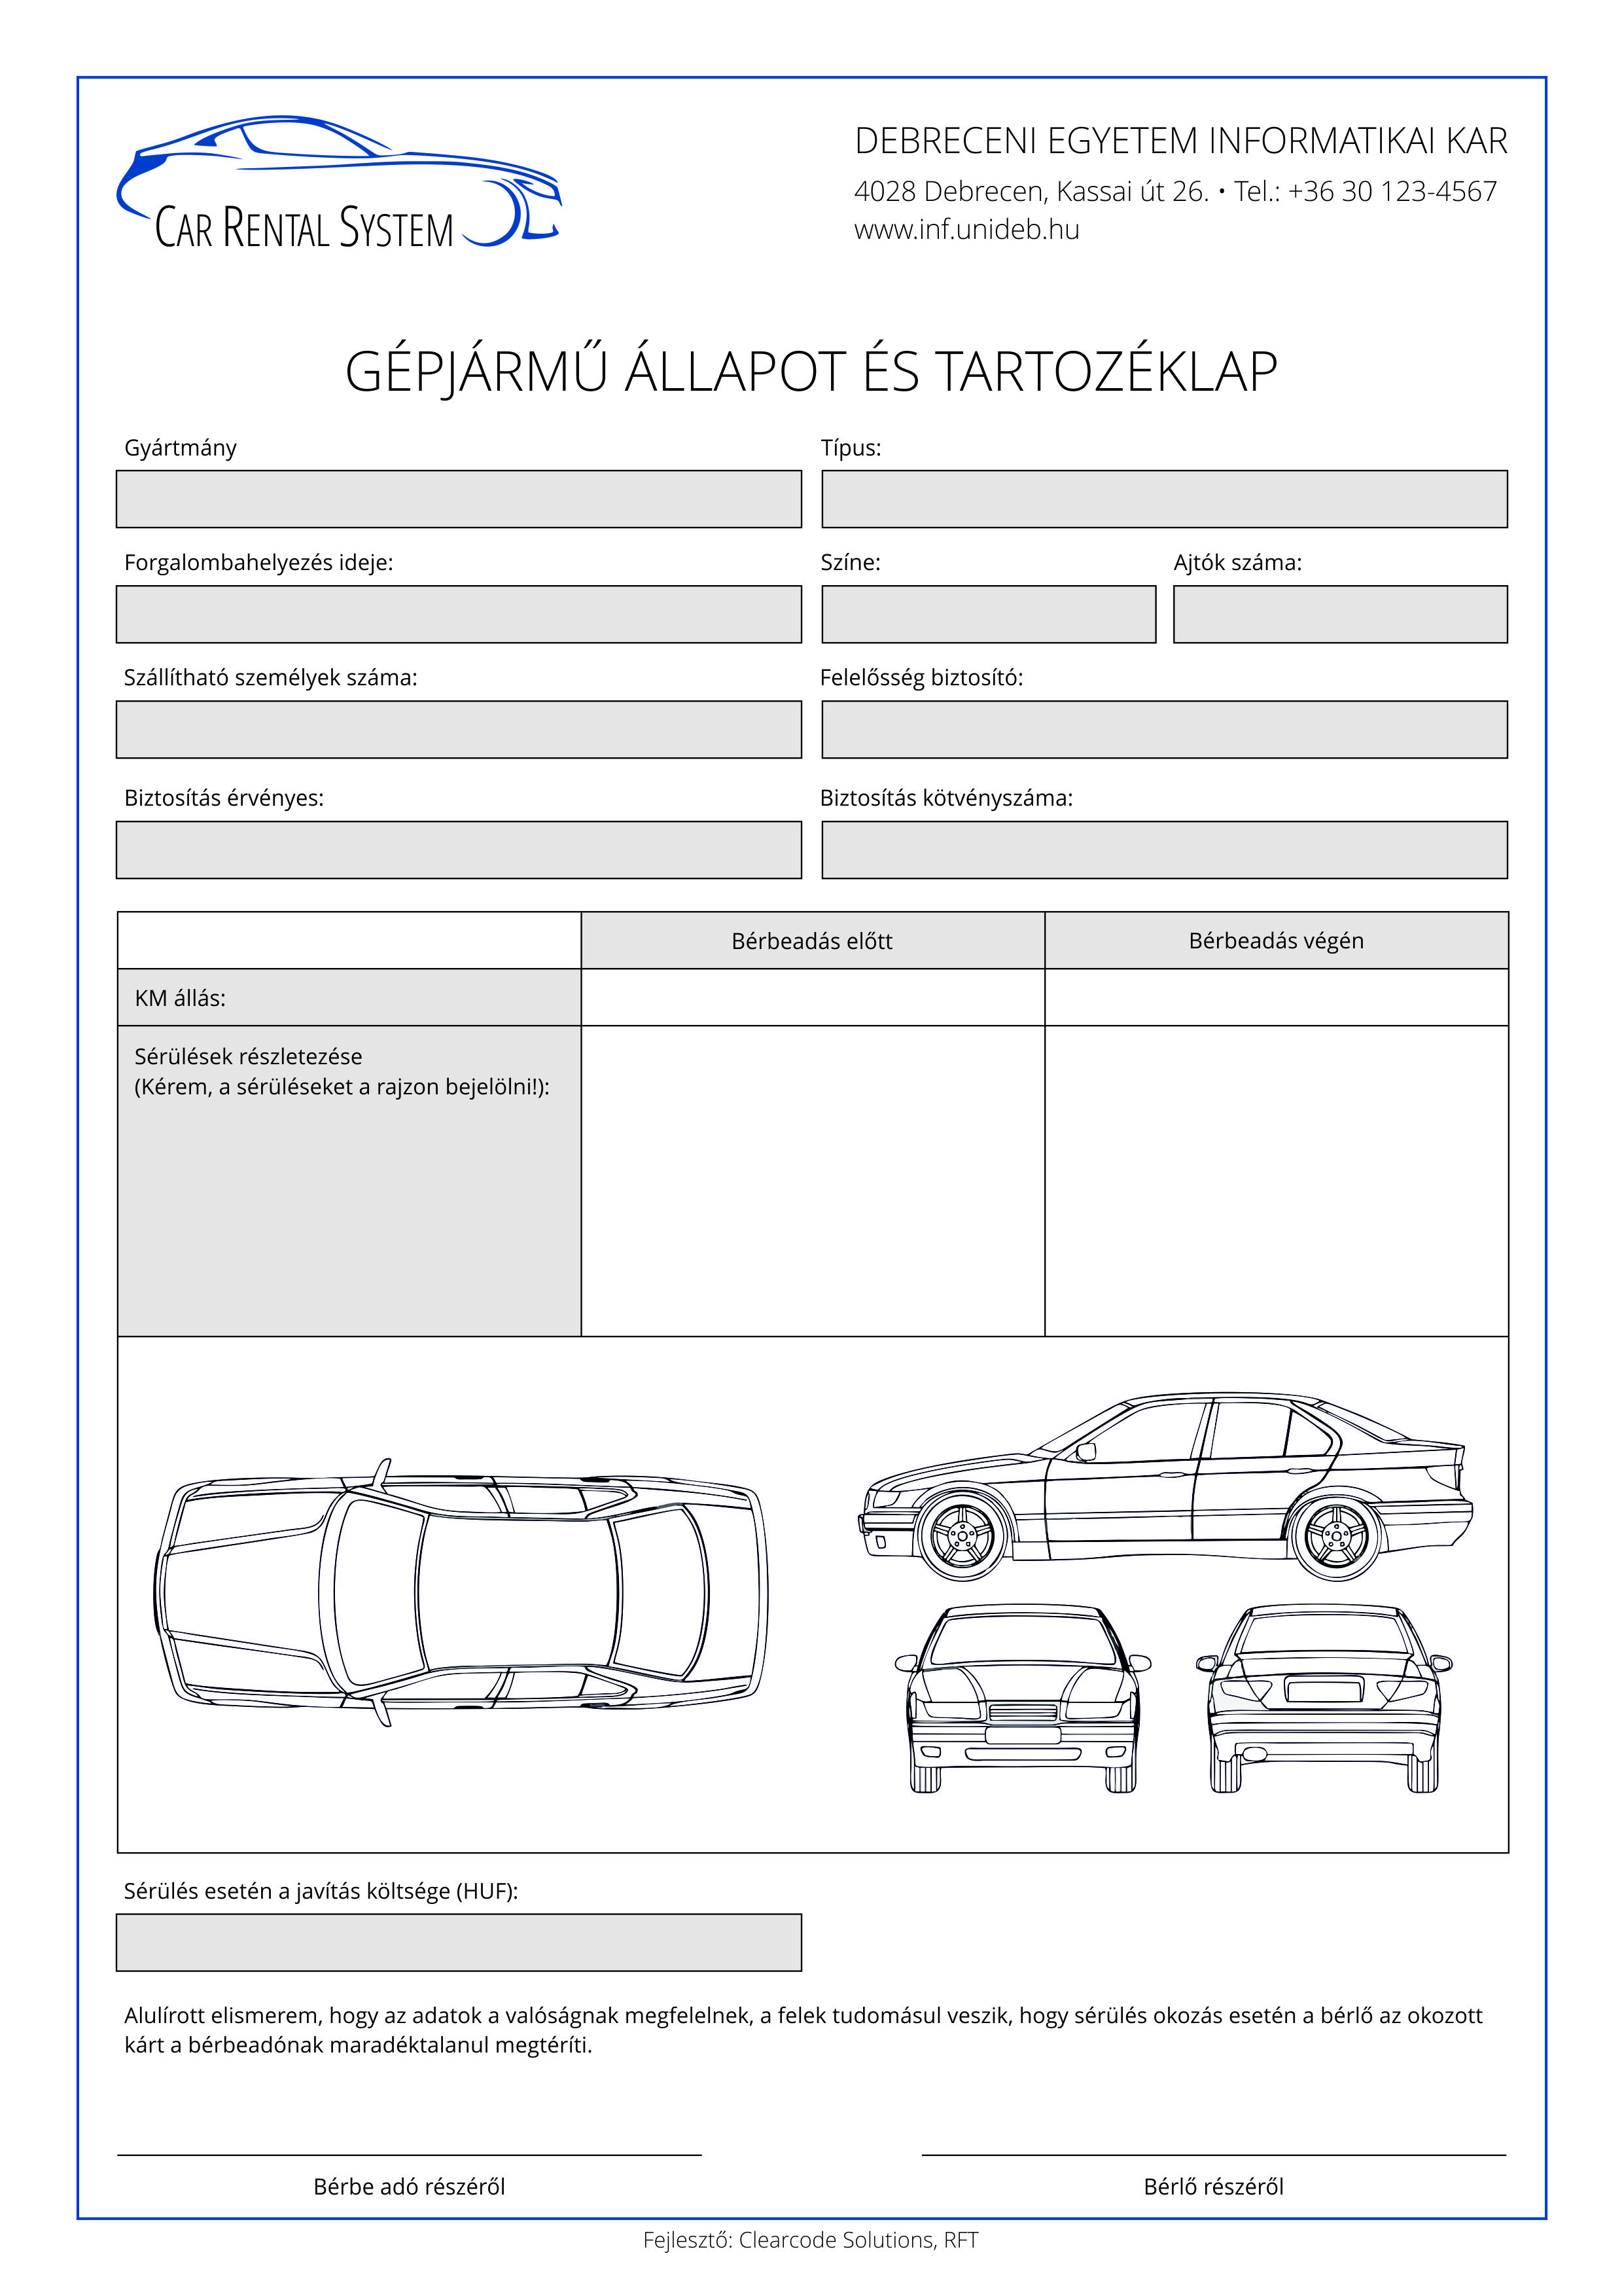 CAR RENTAL SYSTEM
DEBRECENI EGYETEM INFORMATIKAI KAR
4028 Debrecen, Kassai út 26. • Tel.: +36 30 123-4567
www.inf.unideb.hu
GÉPJÁRMŰ ÁLLAPOT ÉS TARTOZÉKLAP
Gyártmány
Típus:
Forgalombahelyezés ideje:
Színe:
Ajtók száma:
Szállítható személyek száma:
Felelősség biztosító:
Biztosítás érvényes:
Biztosítás kötvényszáma:
Bérbeadás előtt
Bérbeadás végén
KM állás:
Sérülések részletezése
(Kérem, a sérüléseket a rajzon bejelölni!):
Sérülés esetén a javítás költsége (HUF):
Alulírott elismerem, hogy az adatok a valóságnak megfelelnek, a felek tudomásul veszik, hogy sérülés okozás esetén a bérlő az okozott
kárt a bérbeadónak maradéktalanul megtéríti.
Bérbe adó részéről
Bérlő részéről
Fejlesztő: Clearcode Solutions, RFT